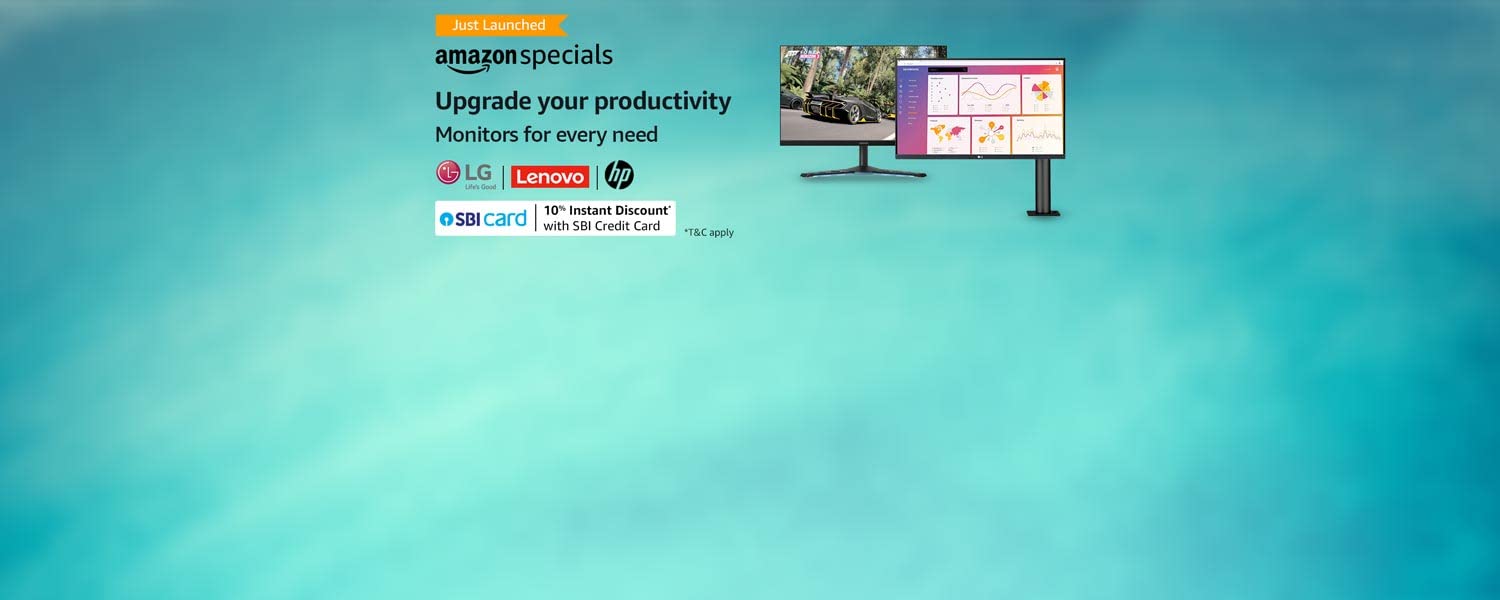 Just Launched
amazon specials
Upgrade your productivity
Monitors for every need
LG
Life's Good
Lenovo
hp
SBI card
10% Instant Discount*
with SBI Credit Card
*T&C apply